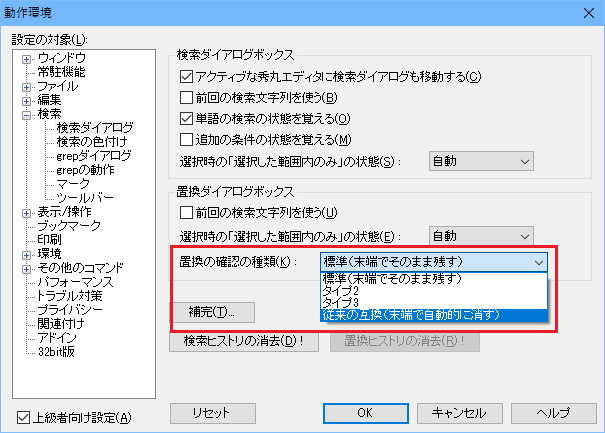 動作環境
設定の対象(L):
ウィンドウ
常駐機能
ファイル
編集
検索
検索ダイアログ
検索の色付け
grepダイアログ
grepの動作
マーク
ツールバー
表示/操作
ブックマーク
印刷
環境
その他のコマンド
パフォーマンス
トラブル対策
プライバシー
関連付け
アドイン
32bit版
上級者向け設定(A)
検索ダイアログボックス
アクティブな秀丸エディタに検索ダイアログも移動する(C)
前回の検索文字列を使う(B)
単語の検索の状態を覚える(O)
追加の条件の状態を覚える(M)
選択時の「選択した範囲内のみ」の状態(S): 自動
置換ダイアログボックス
前回の検索文字列を使う(U)
選択時の「選択した範囲内のみ」の状態(E): 自動
置換の確認の種類(K): 標準(末端でそのまま残す)
標準(末端でそのまま残す)
タイプ2
タイプ3
従来の互換(末端で自動的に消す)
補完(T)...
検索ヒストリの消去(D)! 置換ヒストリの消去(R)!
リセット OK キャンセル ヘルプ